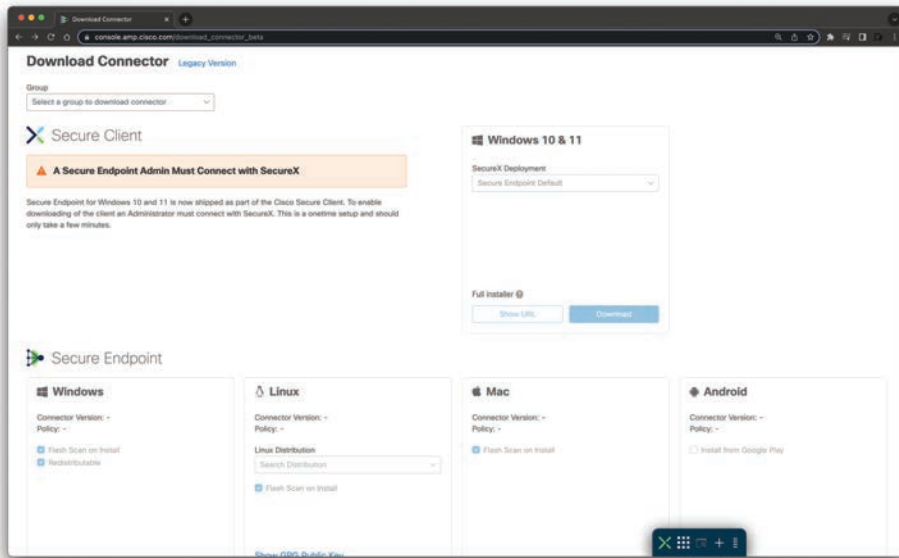 Download Connector
console.amp.cisco.com/download_connector_beta
Download Connector Legacy Version
Group
Select a group to download connector
Secure Client
A Secure Endpoint Admin Must Connect with SecureX
Secure Endpoint for Windows 10 and 11 is now shipped as part of the Cisco Secure Client. To enable
downloading of the client an Administrator must connect with SecureX. This is a onetime setup and should
only take a few minutes.
Windows 10 & 11
SecureX Deployment
Secure Endpoint Default
Full installer
Show URL Download
Secure Endpoint
Windows
Connector Version: -
Policy: -
Flash Scan on Install
Redistributable
Linux
Connector Version: -
Policy: -
Linux Distribution
Search Distribution
Flash Scan on Install
Show GPG Public Key
Mac
Connector Version: -
Policy: -
Flash Scan on Install
Android
Connector Version: -
Policy: -
Install from Google Play